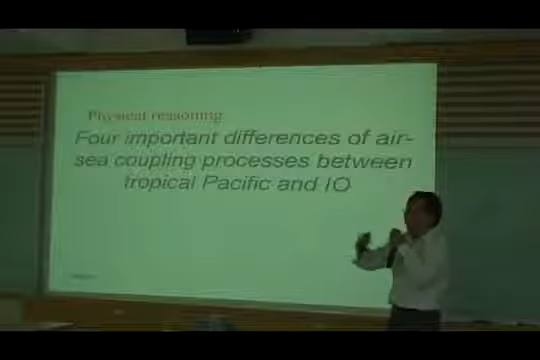 Physical reasoning
Four important differences of air-
sea coupling processes between
tropical Pacific and IO